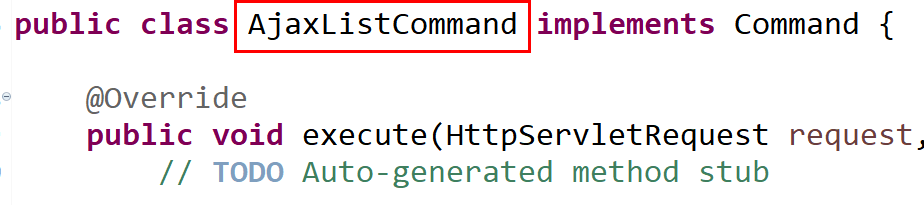 public class AjaxListCommand implements Command {
@Override
public void execute(HttpServletRequest request,
// TODO Auto-generated method stub